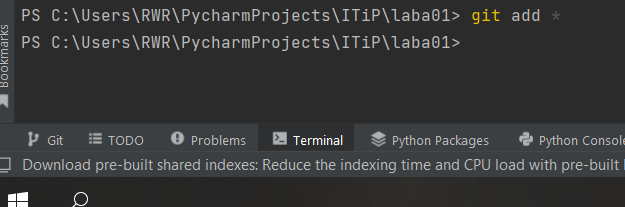 PS C:\Users\RWR\PycharmProjects\ITiP\laba01> git add *
PS C:\Users\RWR\PycharmProjects\ITiP\laba01>
Bookmarks
Git TODO Problems Terminal Python Packages Python Console
Download pre-built shared indexes: Reduce the indexing time and CPU load with pre-built